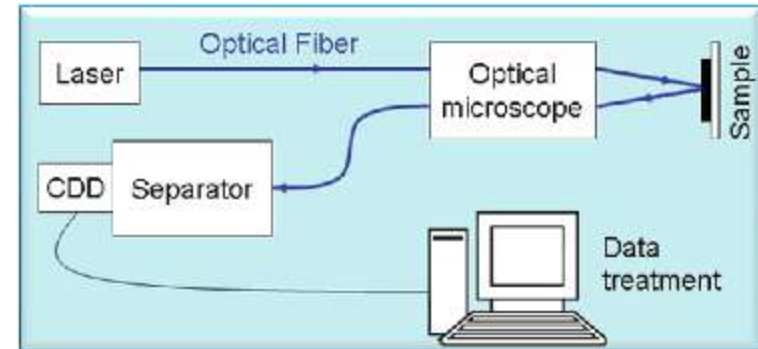 Optical Fiber
Laser
Optical
microscope
Sample
CDD
Separator
Data
treatment